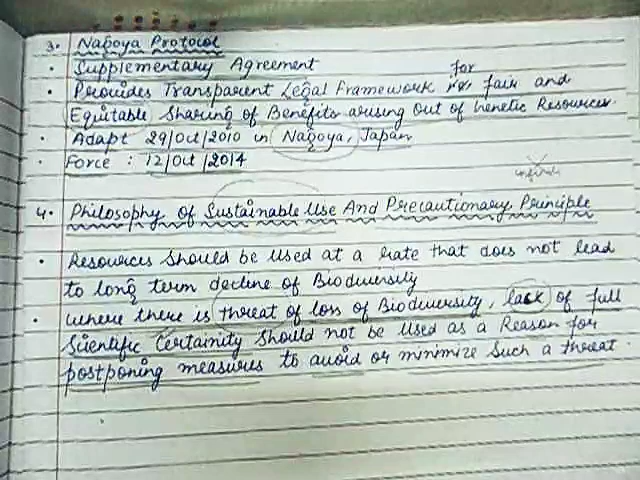 3. Nagoya Protocol
• Supplementary Agreement
• Provides Transparent Legal Framework for fair and
Equitable Sharing of Benefits arising out of Genetic Resources.
• Adapt 29/Oct/2010 in Nagoya, Japan
• Force : 12/Oct/2014
4. Philosophy of Sustainable Use And Precautionary Principle
• Resources should be used at a rate that does not lead
to long term decline of Biodiversity
• Where there is threat of loss of Biodiversity, lack of full
Scientific Certainity should not be used as a Reason for
postponing measures to avoid or minimize such a threat.